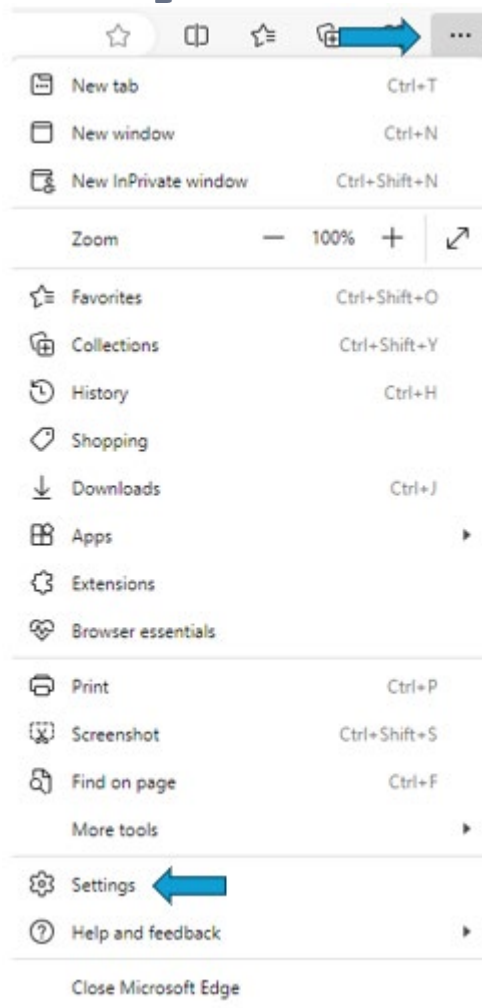 New tab Ctrl+T
New window Ctrl+N
New InPrivate window Ctrl+Shift+N
Zoom — 100% +
Favorites Ctrl+Shift+O
Collections Ctrl+Shift+Y
History Ctrl+H
Shopping
Downloads Ctrl+J
Apps
Extensions
Browser essentials
Print Ctrl+P
Screenshot Ctrl+Shift+S
Find on page Ctrl+F
More tools
Settings
Help and feedback
Close Microsoft Edge